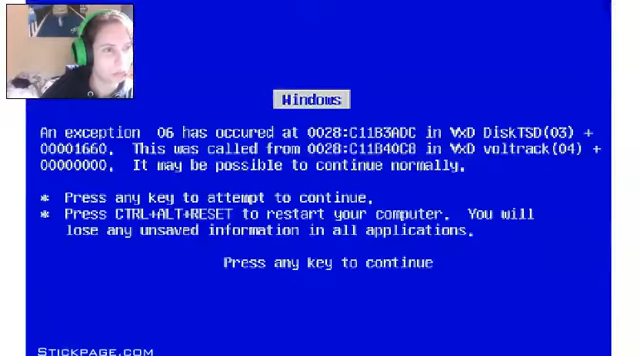 Windows
An exception 06 has occured at 0028:C11B3ADC in VxD DiskTSD(03) +
00001660. This was called from 0028:C11B40C8 in VxD voltrack(04) +
00000000. It may be possible to continue normally.
* Press any key to attempt to continue.
* Press CTRL+ALT+RESET to restart your computer. You will
lose any unsaved information in all applications.
Press any key to continue
STICKPAGE.COM